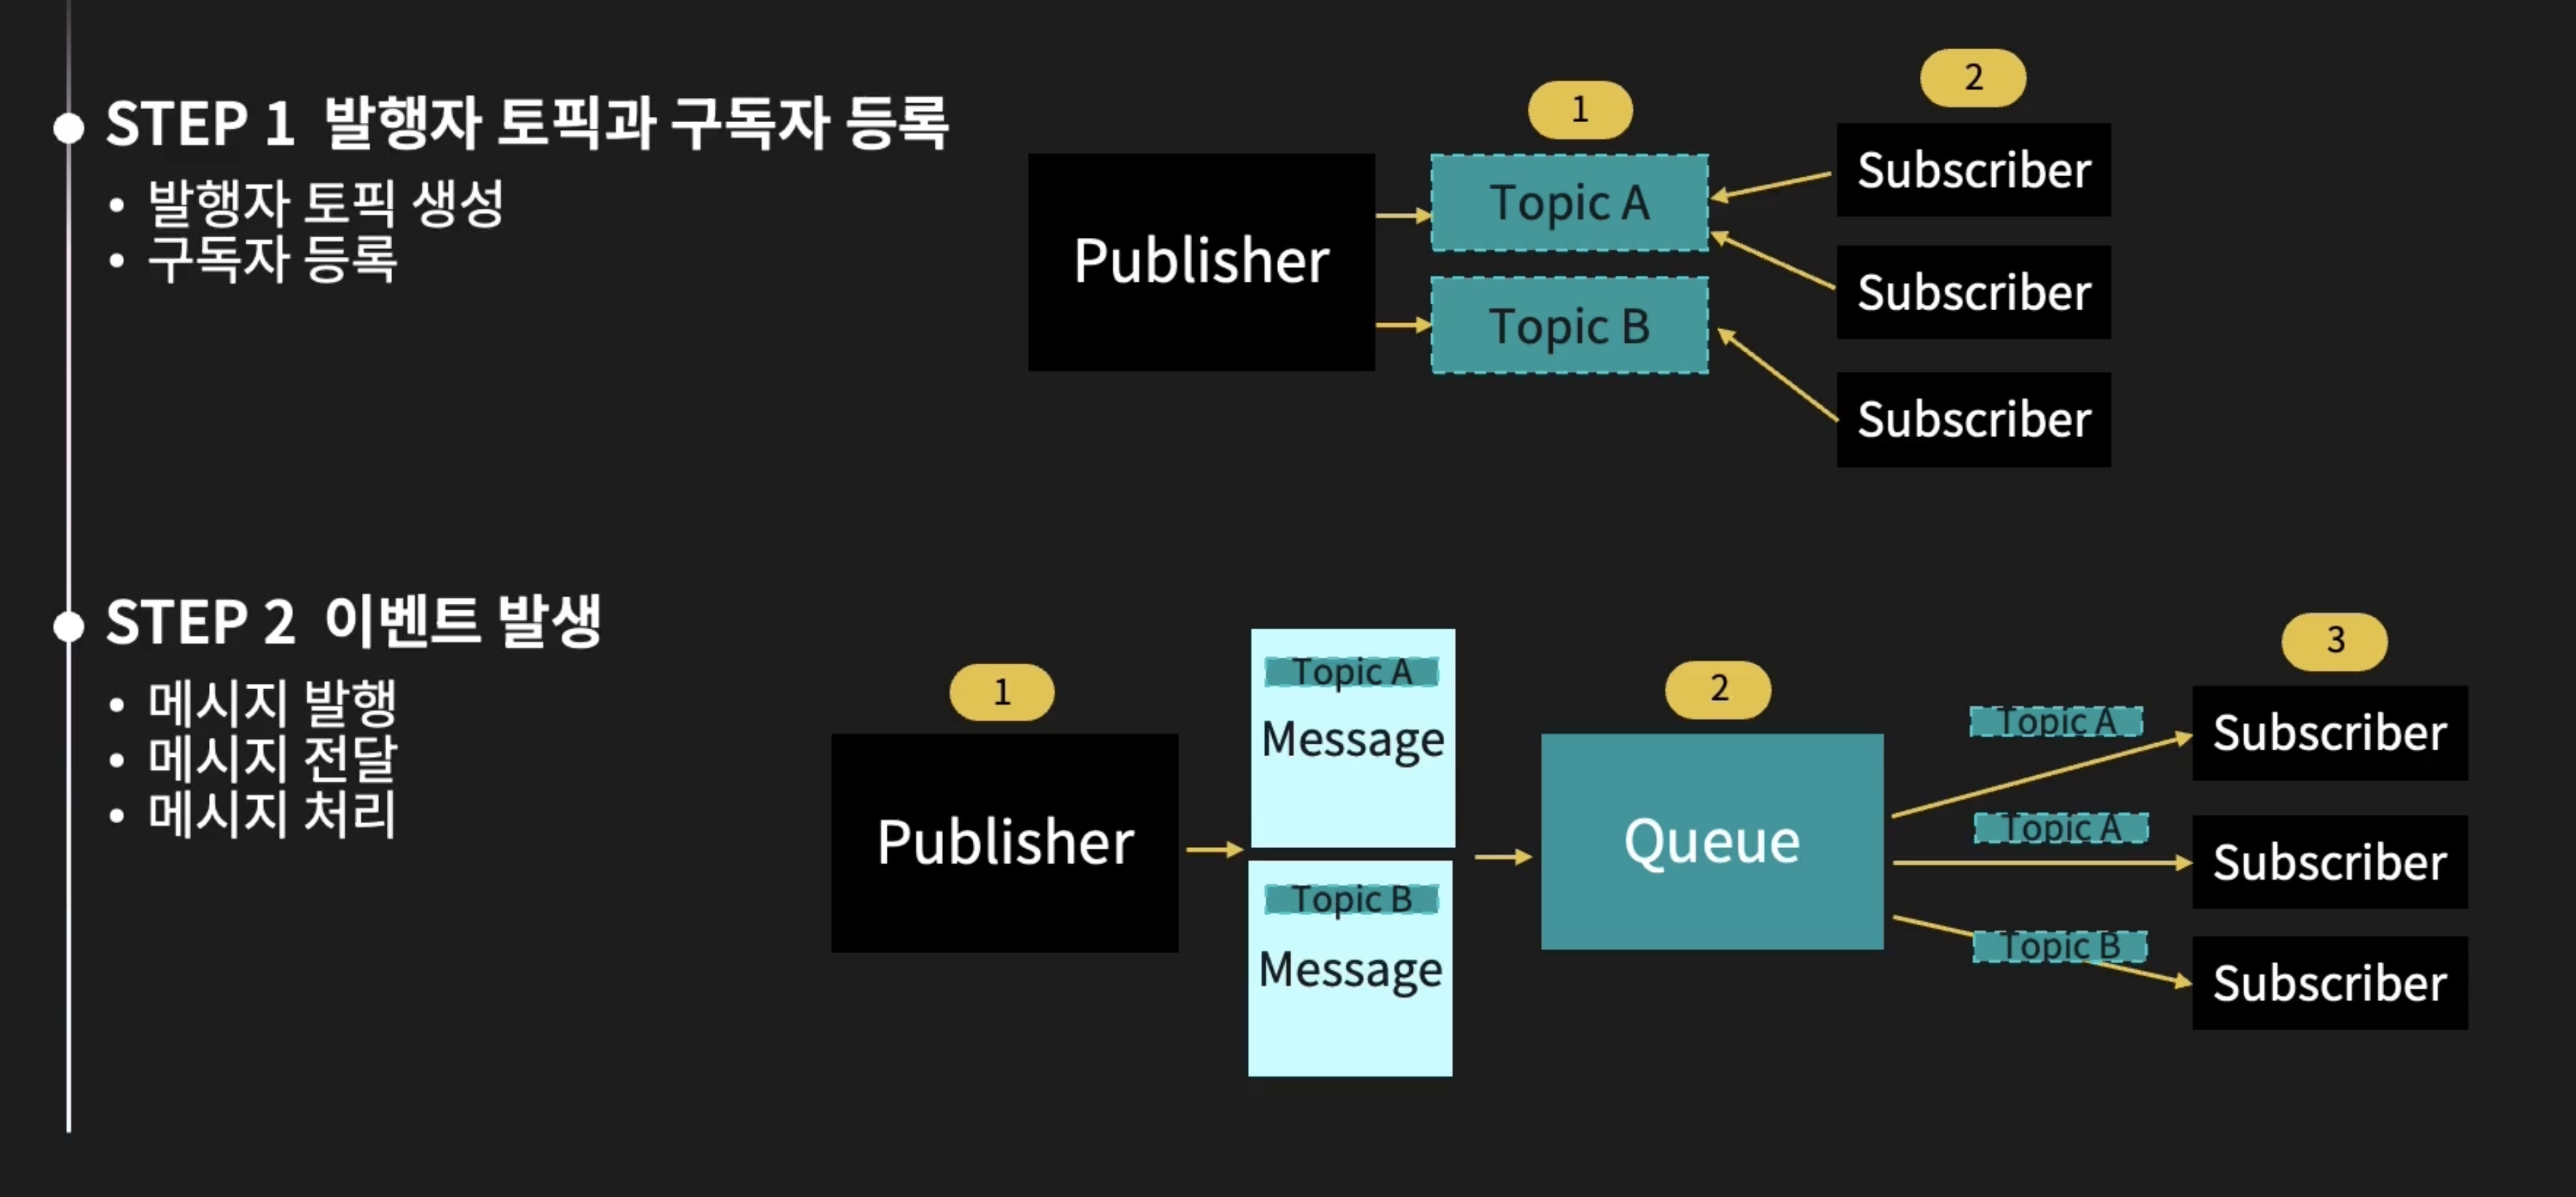 STEP 1 발행자 토픽과 구독자 등록
• 발행자 토픽 생성
• 구독자 등록
1
2
Publisher
Topic A
Topic B
Subscriber
Subscriber
Subscriber
STEP 2 이벤트 발생
• 메시지 발행
• 메시지 전달
• 메시지 처리
1
Publisher
Topic A
Message
Topic B
Message
2
Queue
Topic A
Topic A
Topic B
3
Subscriber
Subscriber
Subscriber